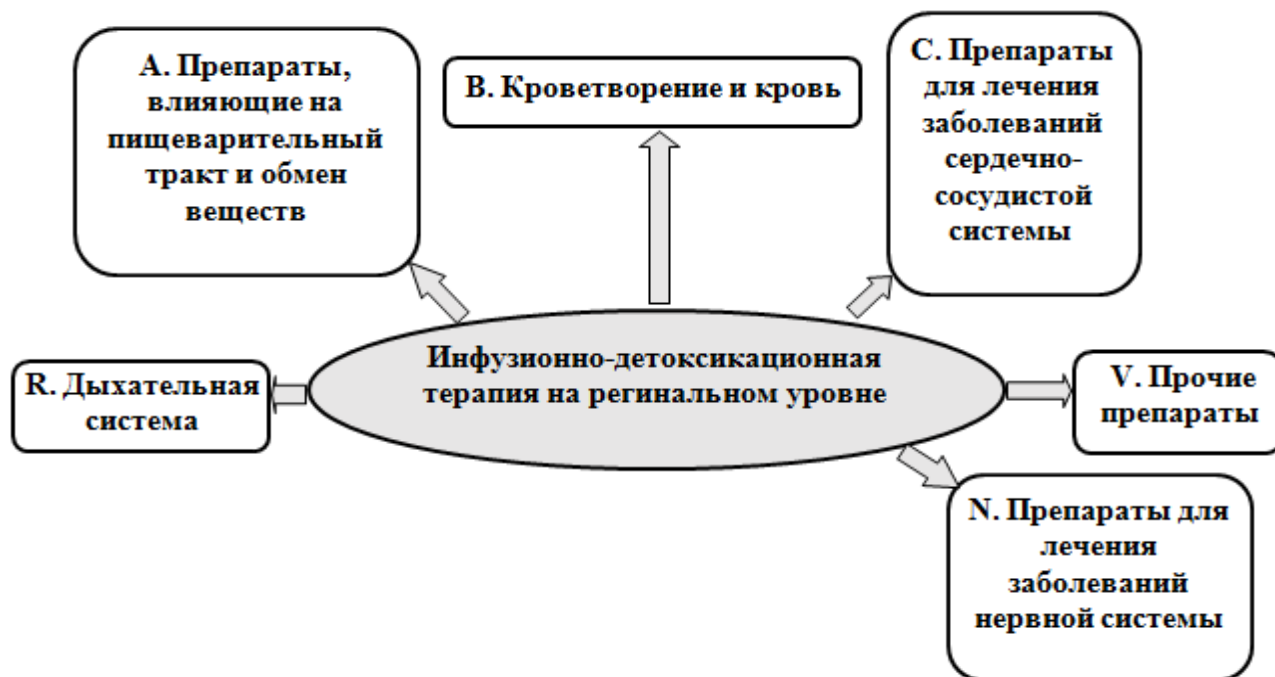 А. Препараты,
влияющие на
пищеварительный
тракт и обмен
веществ
В. Кроветворение и кровь
С. Препараты
для лечения
заболеваний
сердечно-
сосудистой
системы
Инфузионно-детоксикационная
терапия на регинальном уровне
R. Дыхательная
система
V. Прочие
препараты
N. Препараты для
лечения
заболеваний
нервной системы